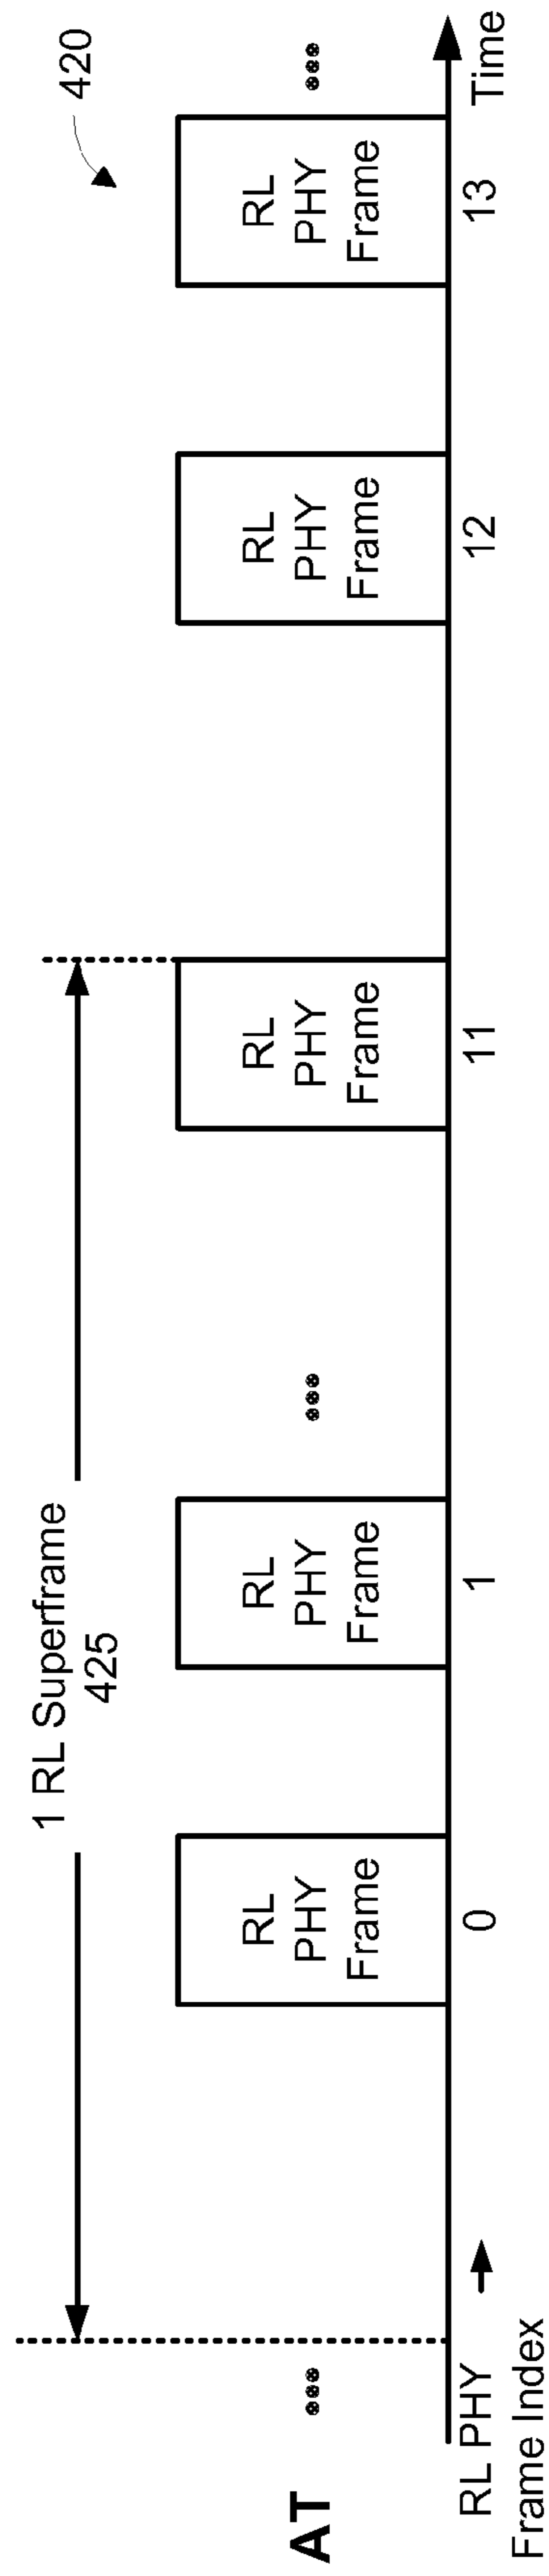 420
1 RL Superframe
425
AT
RL
PHY
Frame
RL
PHY
Frame
RL
PHY
Frame
RL
PHY
Frame
RL
PHY
Frame
RL PHY
Frame Index
0
1
11
12
13
Time